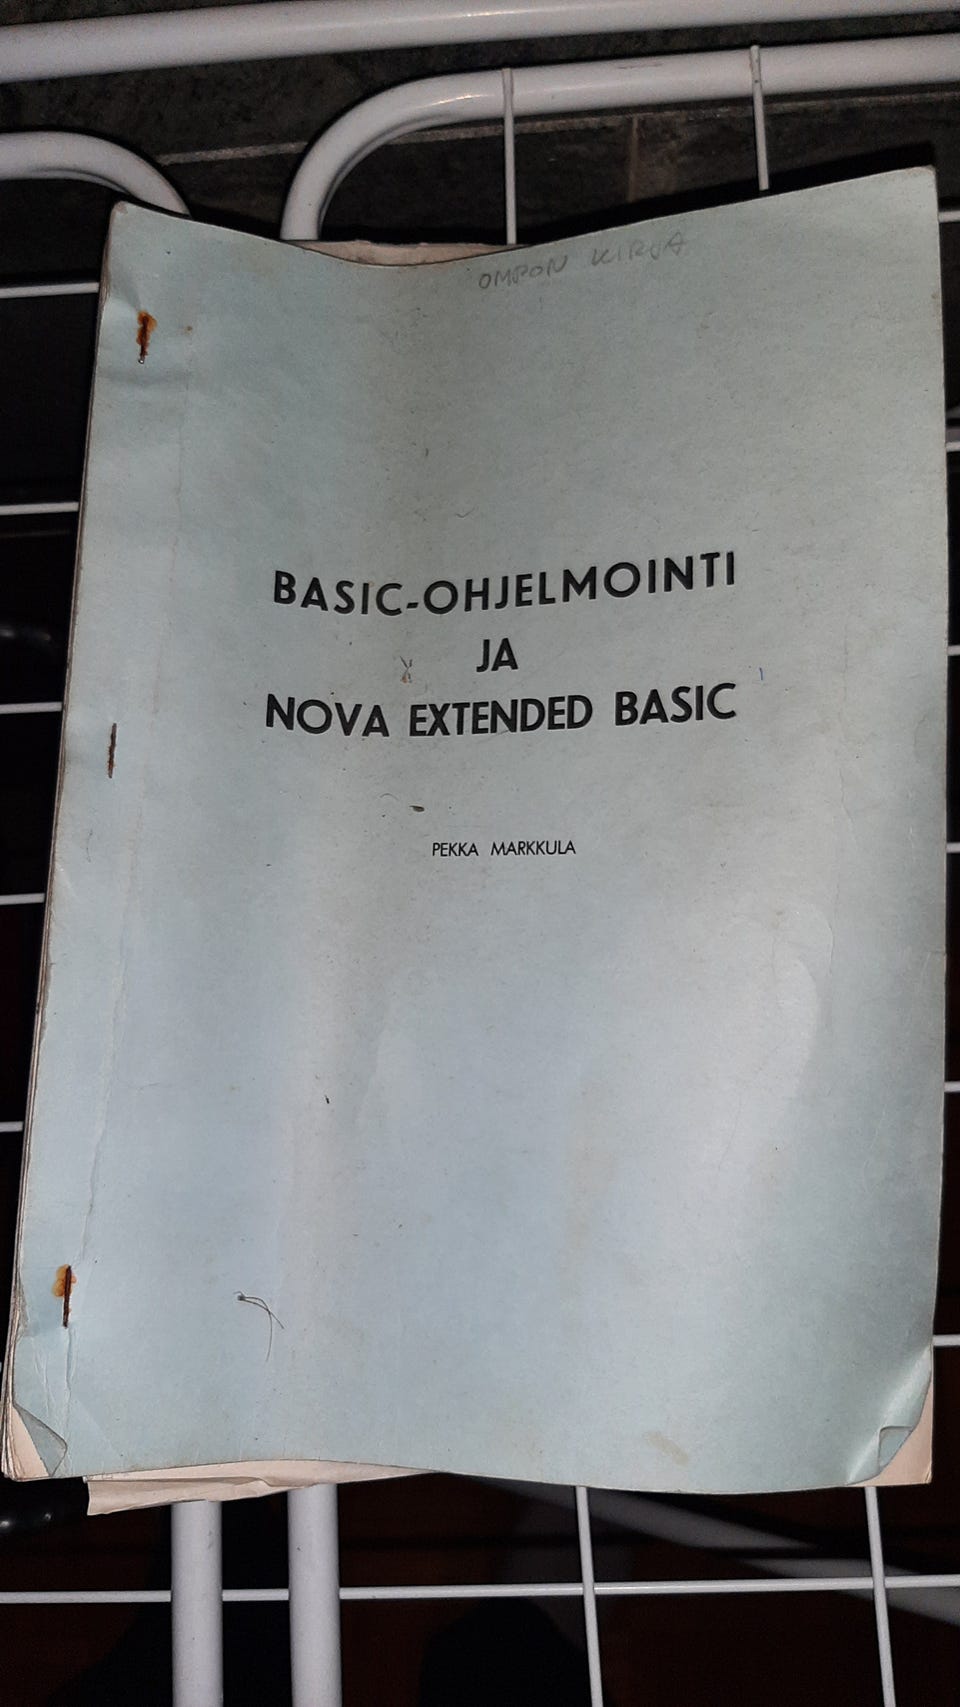 OMPON KIRJA
BASIC-OHJELMOINTI
JA
NOVA EXTENDED BASIC
PEKKA MARKKULA